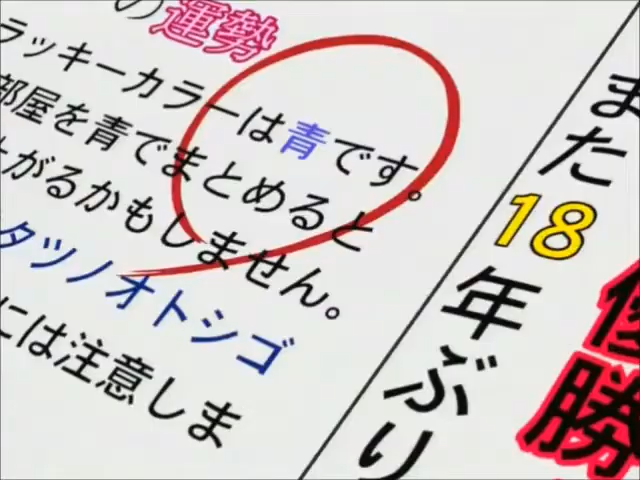 の運勢
ラッキーカラーは青です。
部屋を青でまとめると
がるかもしません。
タツノオトシゴ
には注意しま
また18年ぶり
優勝